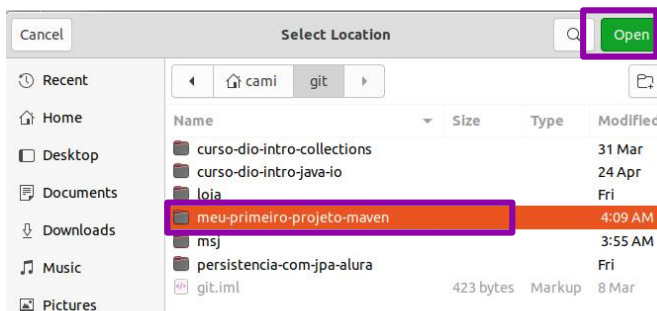 Cancel Select Location Open
Recent cami git
Home Name Size Type Modified
curso-dio-intro-collections 31 Mar
Desktop curso-dio-intro-java-io 24 Apr
Documents loja Fri
meu-primeiro-projeto-maven 4:09 AM
Downloads msj 3:55 AM
Music persistencia-com-jpa-alura Fri
Pictures git.iml 423 bytes Markup 8 Mar